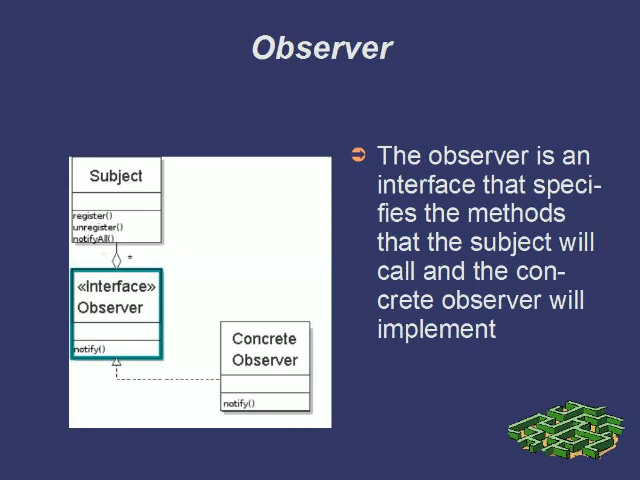 Observer
Subject
register()
unregister()
notifyAll()
*
«Interface»
Observer
notify()
Concrete
Observer
notify()
The observer is an
interface that speci-
fies the methods
that the subject will
call and the con-
crete observer will
implement